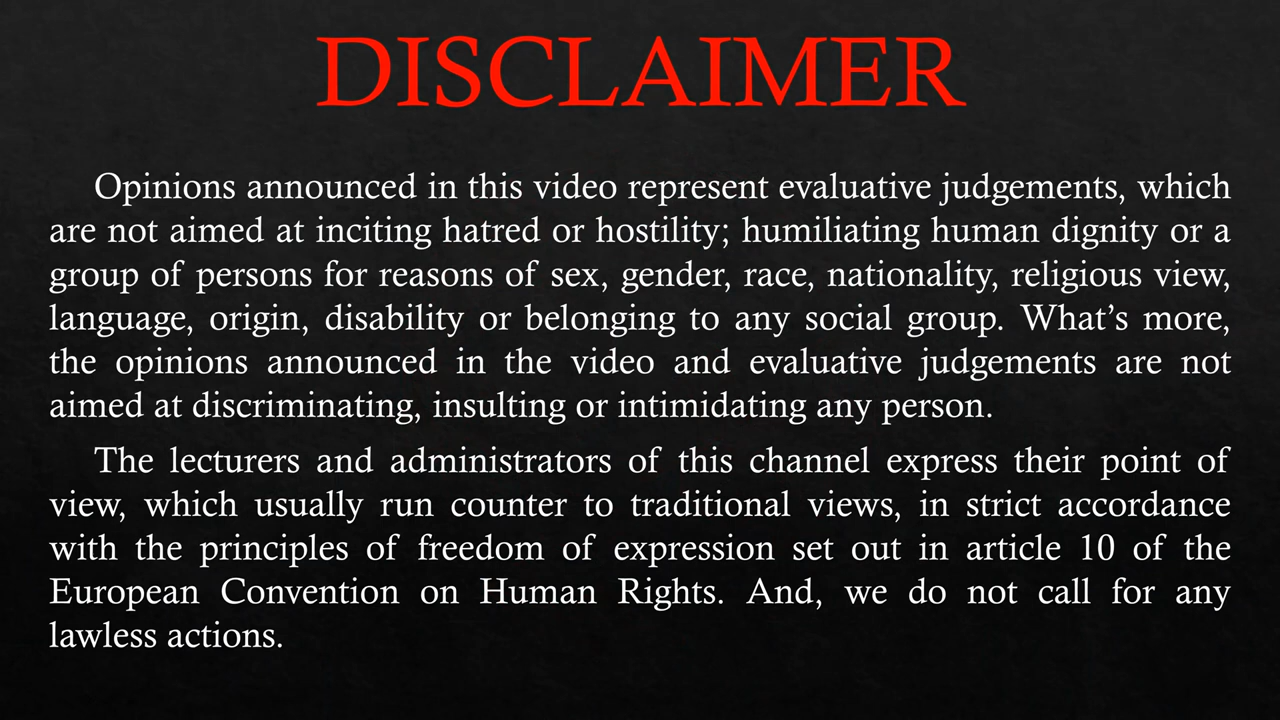 DISCLAIMER
Opinions announced in this video represent evaluative judgements, which
are not aimed at inciting hatred or hostility; humiliating human dignity or a
group of persons for reasons of sex, gender, race, nationality, religious view,
language, origin, disability or belonging to any social group. What’s more,
the opinions announced in the video and evaluative judgements are not
aimed at discriminating, insulting or intimidating any person.
The lecturers and administrators of this channel express their point of
view, which usually run counter to traditional views, in strict accordance
with the principles of freedom of expression set out in article 10 of the
European Convention on Human Rights. And, we do not call for any
lawless actions.